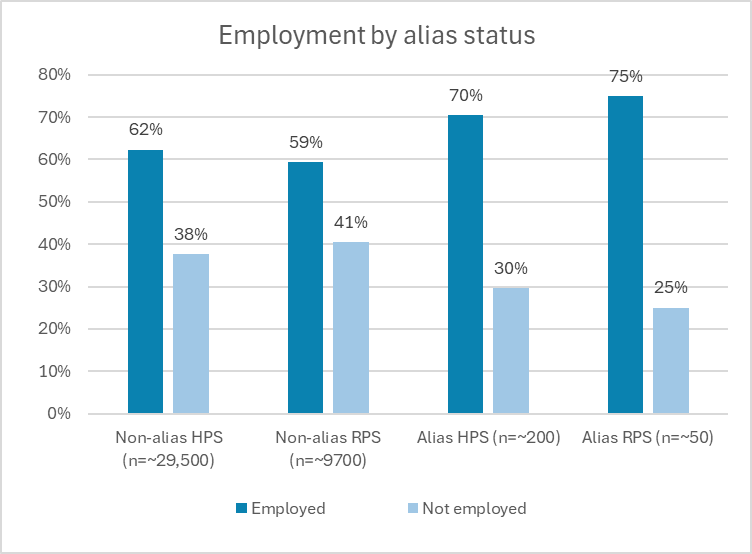 Employment by alias status
80%
70%
60%
50%
40%
30%
20%
10%
0%
62%
38%
59%
41%
70%
30%
75%
25%
Non-alias HPS
(n=~29,500)
Non-alias RPS
(n=~9700)
Alias HPS (n=~200)
Alias RPS (n=~50)
Employed
Not employed